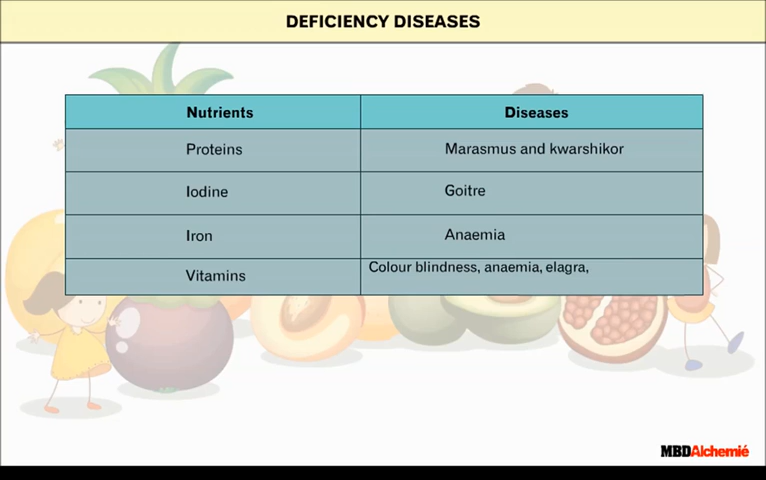 DEFICIENCY DISEASES
Nutrients Diseases
Proteins Marasmus and kwarshikor
Iodine Goitre
Iron Anaemia
Vitamins Colour blindness, anaemia, elagra,
MBDAlchemié